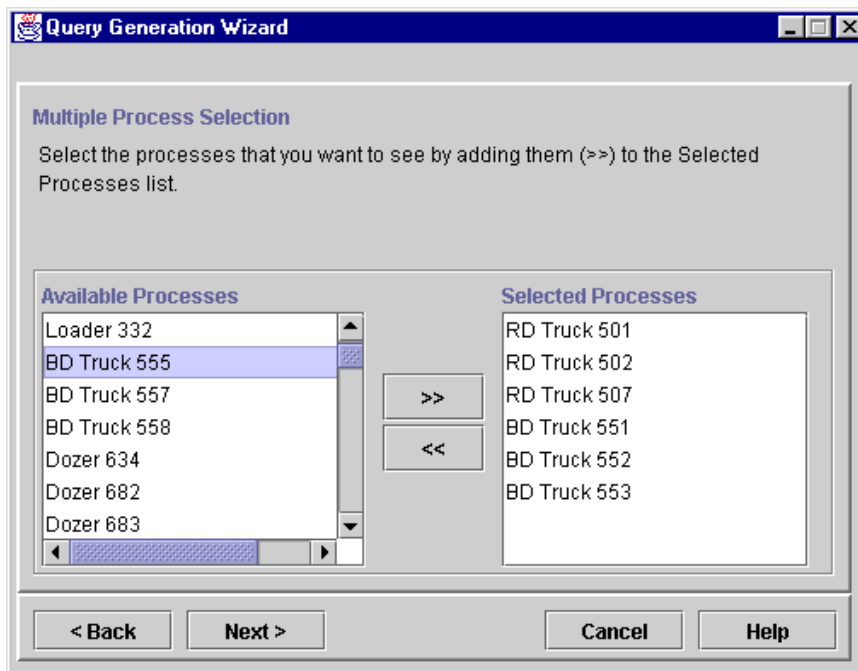 Query Generation Wizard
Multiple Process Selection
Select the processes that you want to see by adding them (>>) to the Selected
Processes list.
Available Processes
Loader 332
BD Truck 555
BD Truck 557
BD Truck 558
Dozer 634
Dozer 682
Dozer 683
>>
<<
Selected Processes
RD Truck 501
RD Truck 502
RD Truck 507
BD Truck 551
BD Truck 552
BD Truck 553
< Back
Next >
Cancel
Help